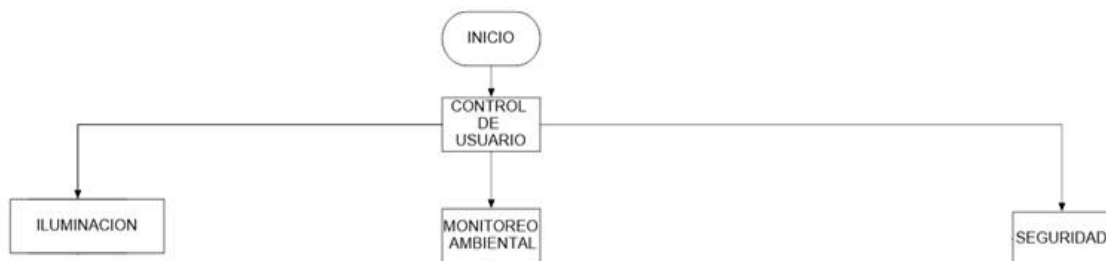 INICIO
CONTROL
DE
USUARIO
ILUMINACION
MONITOREO
AMBIENTAL
SEGURIDAD